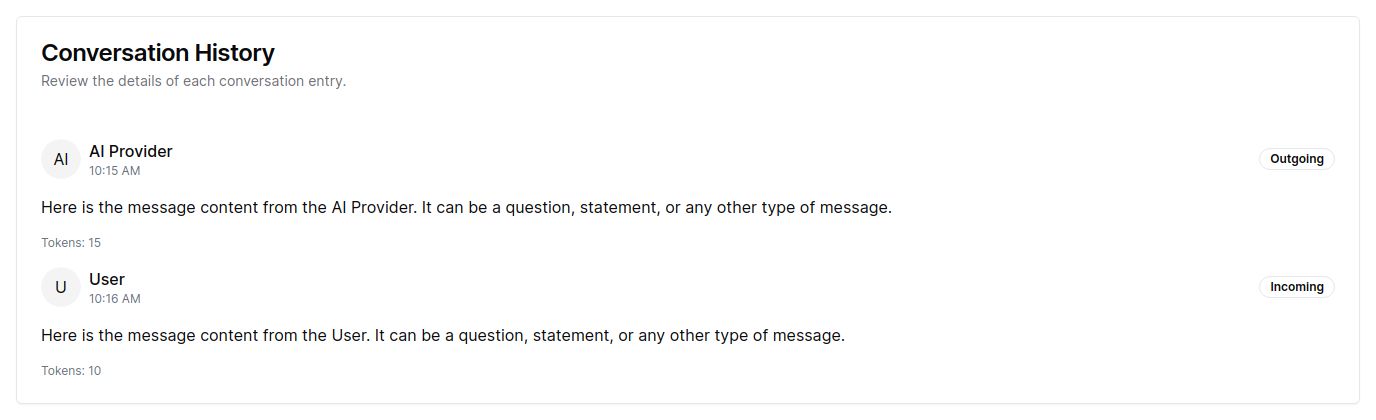 Conversation History
Review the details of each conversation entry.
AI
AI Provider
10:15 AM
Outgoing
Here is the message content from the AI Provider. It can be a question, statement, or any other type of message.
Tokens: 15
U
User
10:16 AM
Incoming
Here is the message content from the User. It can be a question, statement, or any other type of message.
Tokens: 10